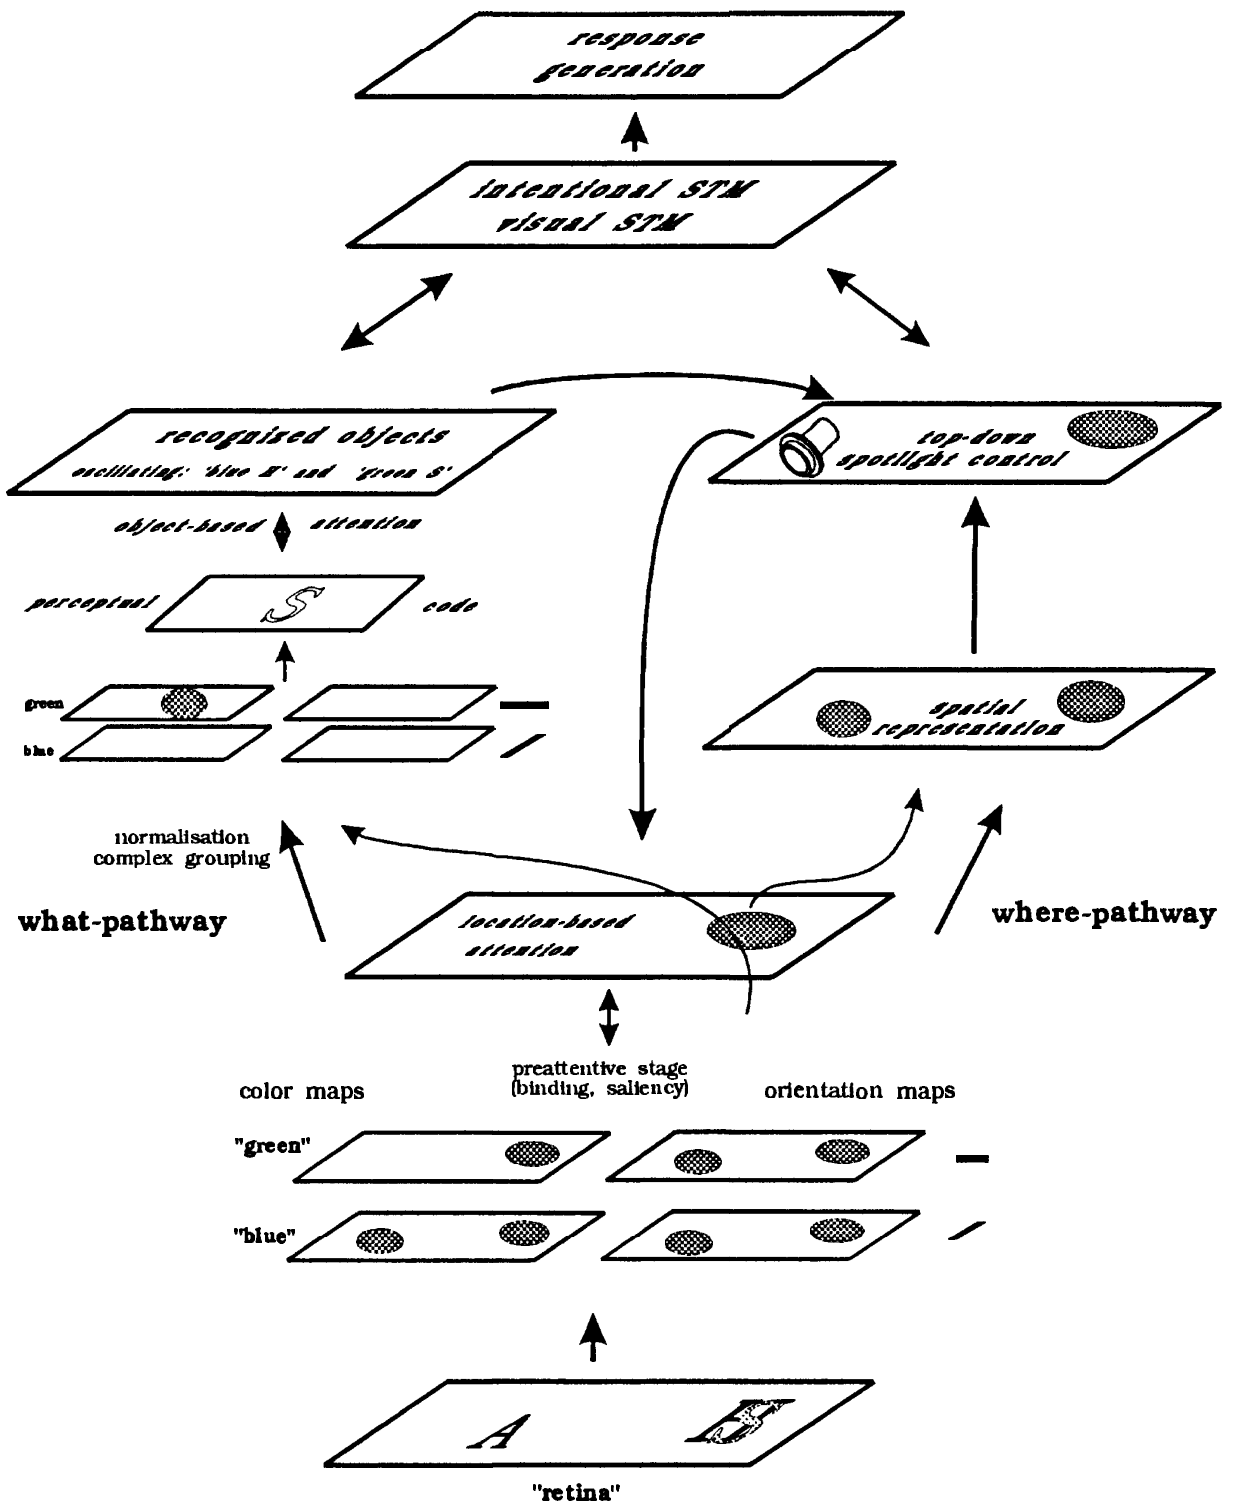 response
generation
intentional STM
visual STM
recognized objects
oscillating: 'blue H' and 'green S'
top-down
spotlight control
object-based attention
perceptual S code
green
blue
spatial
representation
normalisation
complex grouping
what-pathway
where-pathway
location-based
attention
preattentive stage
(binding, saliency)
color maps
orientation maps
"green"
"blue"
A HS
"retina"